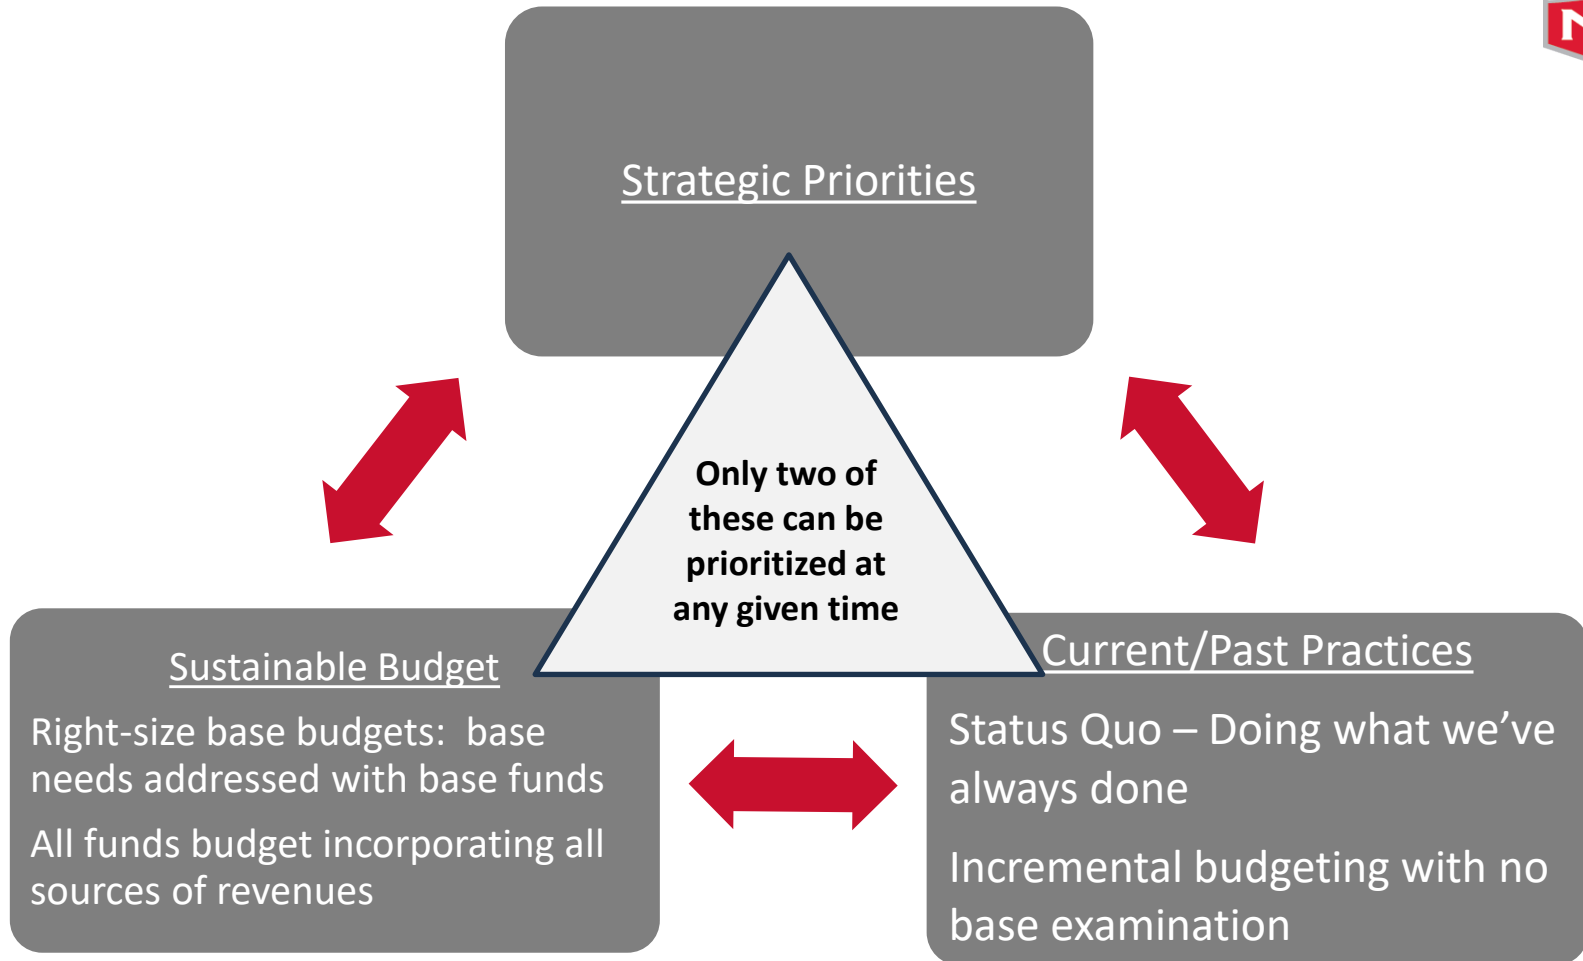 Strategic Priorities
Only two of
these can be
prioritized at
any given time
Sustainable Budget
Right-size base budgets:  base
needs addressed with base funds
All funds budget incorporating all
sources of revenues
Current/Past Practices
Status Quo – Doing what we’ve
always done
Incremental budgeting with no
base examination